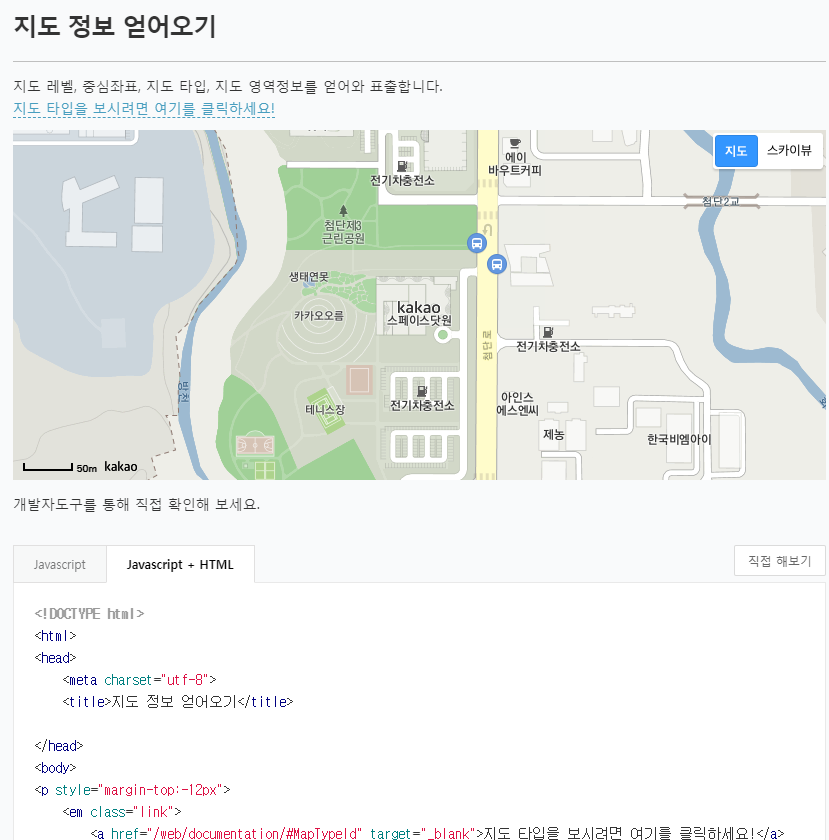 지도 정보 얻어오기
지도 레벨, 중심좌표, 지도 타입, 지도 영역정보를 얻어와 표출합니다.
지도 타입을 보시려면 여기를 클릭하세요!
지도 스카이뷰
에이
바우트커피
전기차충전소
첨단2교
첨단제3
근린공원
생태연못
카카오오름
kakao
스페이스닷원
첨단로
전기차충전소
방천
테니스장
전기차충전소
아인스
에스엔씨
제농
한국비엠아이
50m kakao
개발자도구를 통해 직접 확인해 보세요.
Javascript
Javascript + HTML
직접 해보기
<!DOCTYPE html>
<html>
<head>
    <meta charset="utf-8">
    <title>지도 정보 얻어오기</title>
</head>
<body>
<p style="margin-top:-12px">
    <em class="link">
        <a href="/web/documentation/#MapTypeId" target="_blank">지도 타입을 보시려면 여기를 클릭하세요!</a>